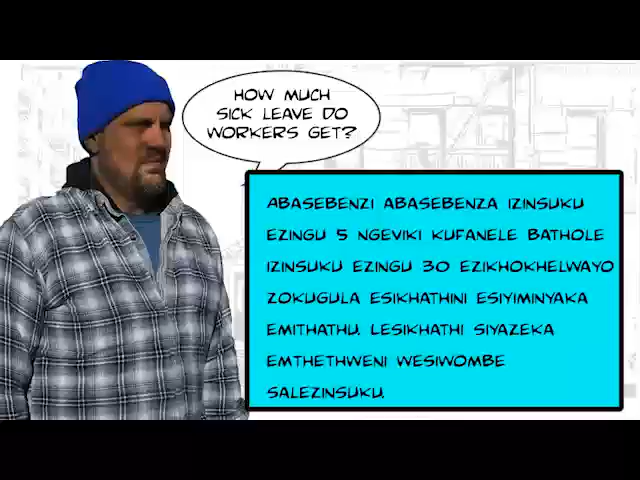 HOW MUCH
SICK LEAVE DO
WORKERS GET?
ABASEBENZI ABASEBENZA IZINSUKU
EZINGU 5 NGEVIKI KUFANELE BATHOLE
IZINSUKU EZINGU 30 EZIKHOKHELWAYO
ZOKUGULA ESIKHATHINI ESIYIMINYAKA
EMITHATHU. LESIKHATHI SIYAZEKA
EMTHETHWENI WESIWOMBE
SALEZINSUKU.